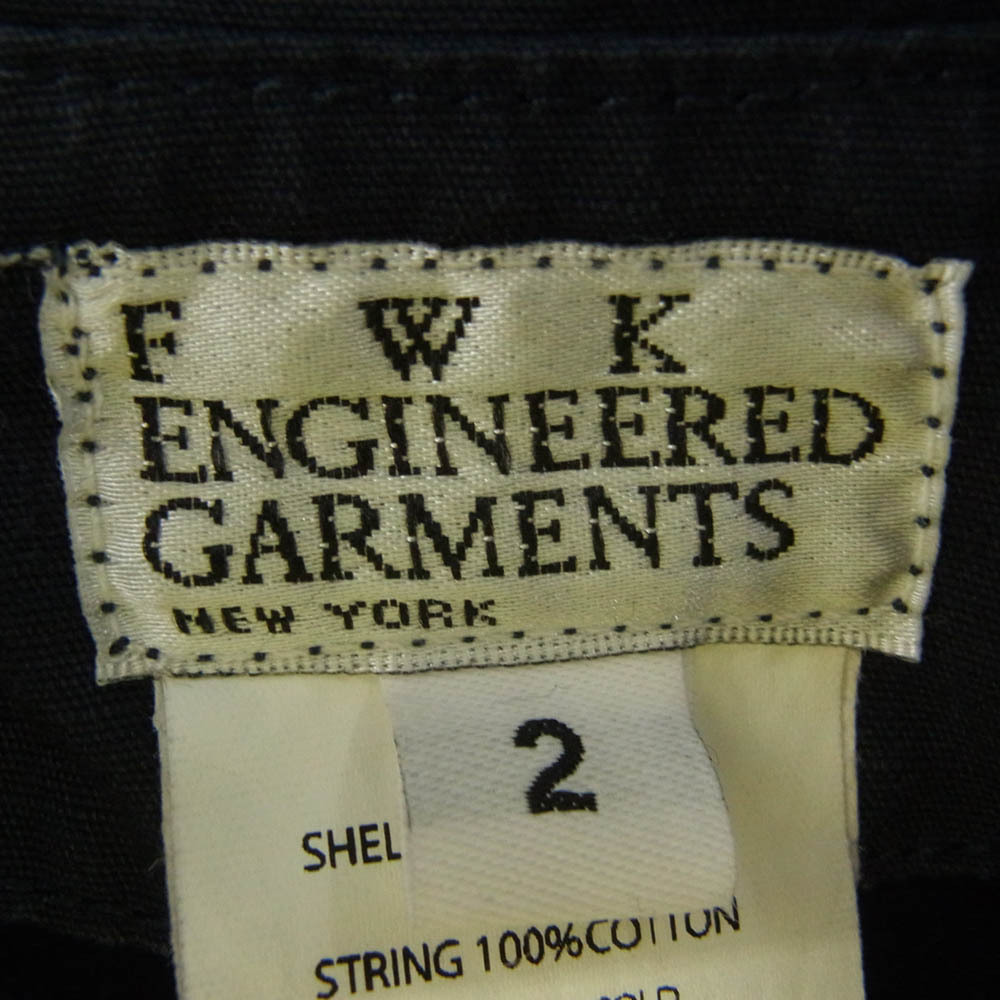 F W K
ENGINEERED
GARMENTS
NEW YORK
2
SHEL
STRING 100% COTTON